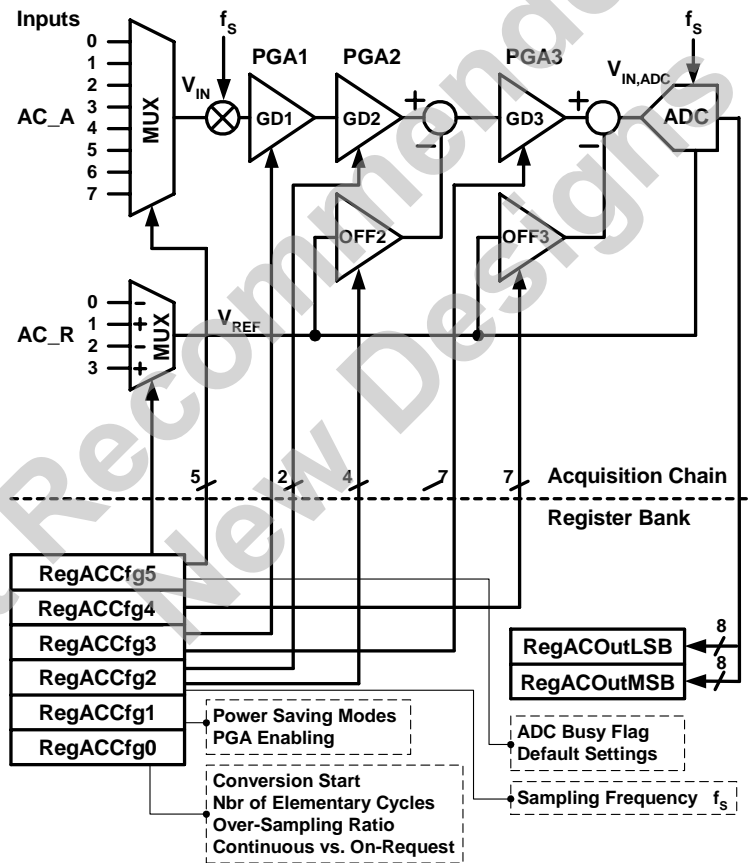 Inputs
f_S
f_S
PGA1 PGA2 PGA3
V_IN
V_IN,ADC
0
1
2
3
4
5
6
7
AC_A
MUX
GD1
GD2
+
−
GD3
+
−
ADC
OFF2
OFF3
AC_R
0 −
1 +
2 −
3 +
MUX
V_REF
5
2
4
7
7
Acquisition Chain
Register Bank
RegACCfg5
RegACCfg4
RegACCfg3
RegACCfg2
RegACCfg1
RegACCfg0
8
RegACOutLSB
8
RegACOutMSB
Power Saving Modes
PGA Enabling
ADC Busy Flag
Default Settings
Conversion Start
Nbr of Elementary Cycles
Over-Sampling Ratio
Continuous vs. On-Request
Sampling Frequency f_S
New Designs